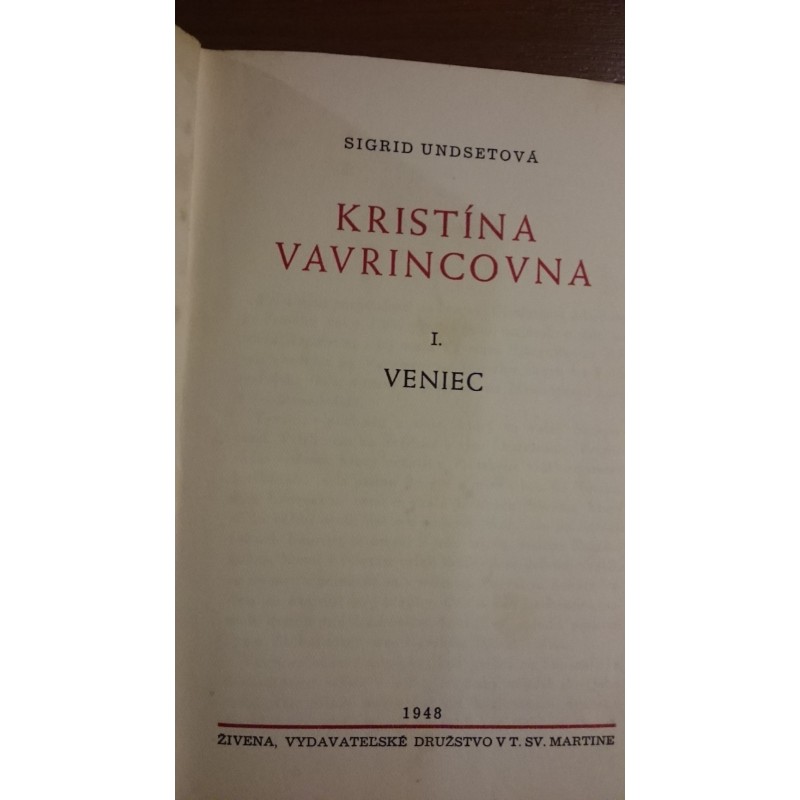 SIGRID UNDSETOVÁ
KRISTÍNA
VAVRINCOVNA
I.
VENIEC
1948
ŽIVENA, VYDAVATEĽSKÉ DRUŽSTVO V T. SV. MARTINE